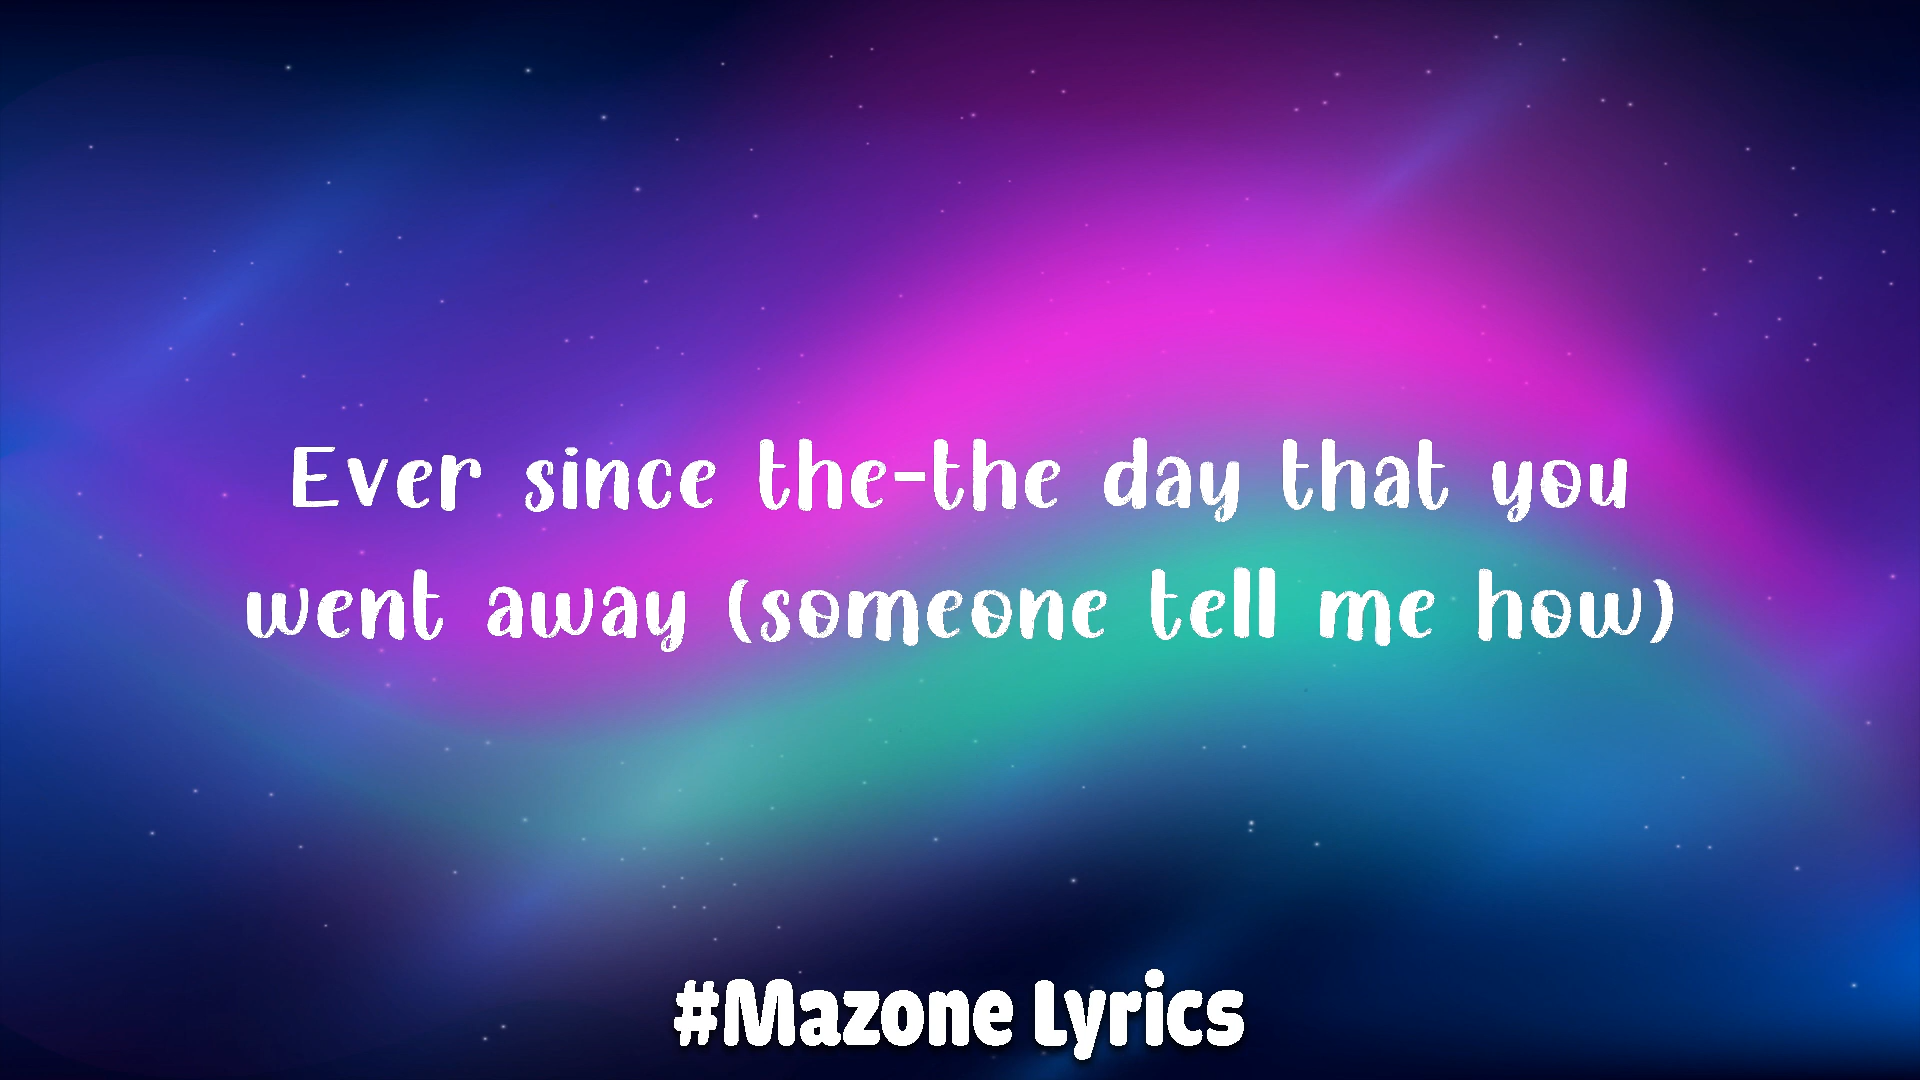 Ever since the-the day that you
went away (someone tell me how)
#Mazone Lyrics